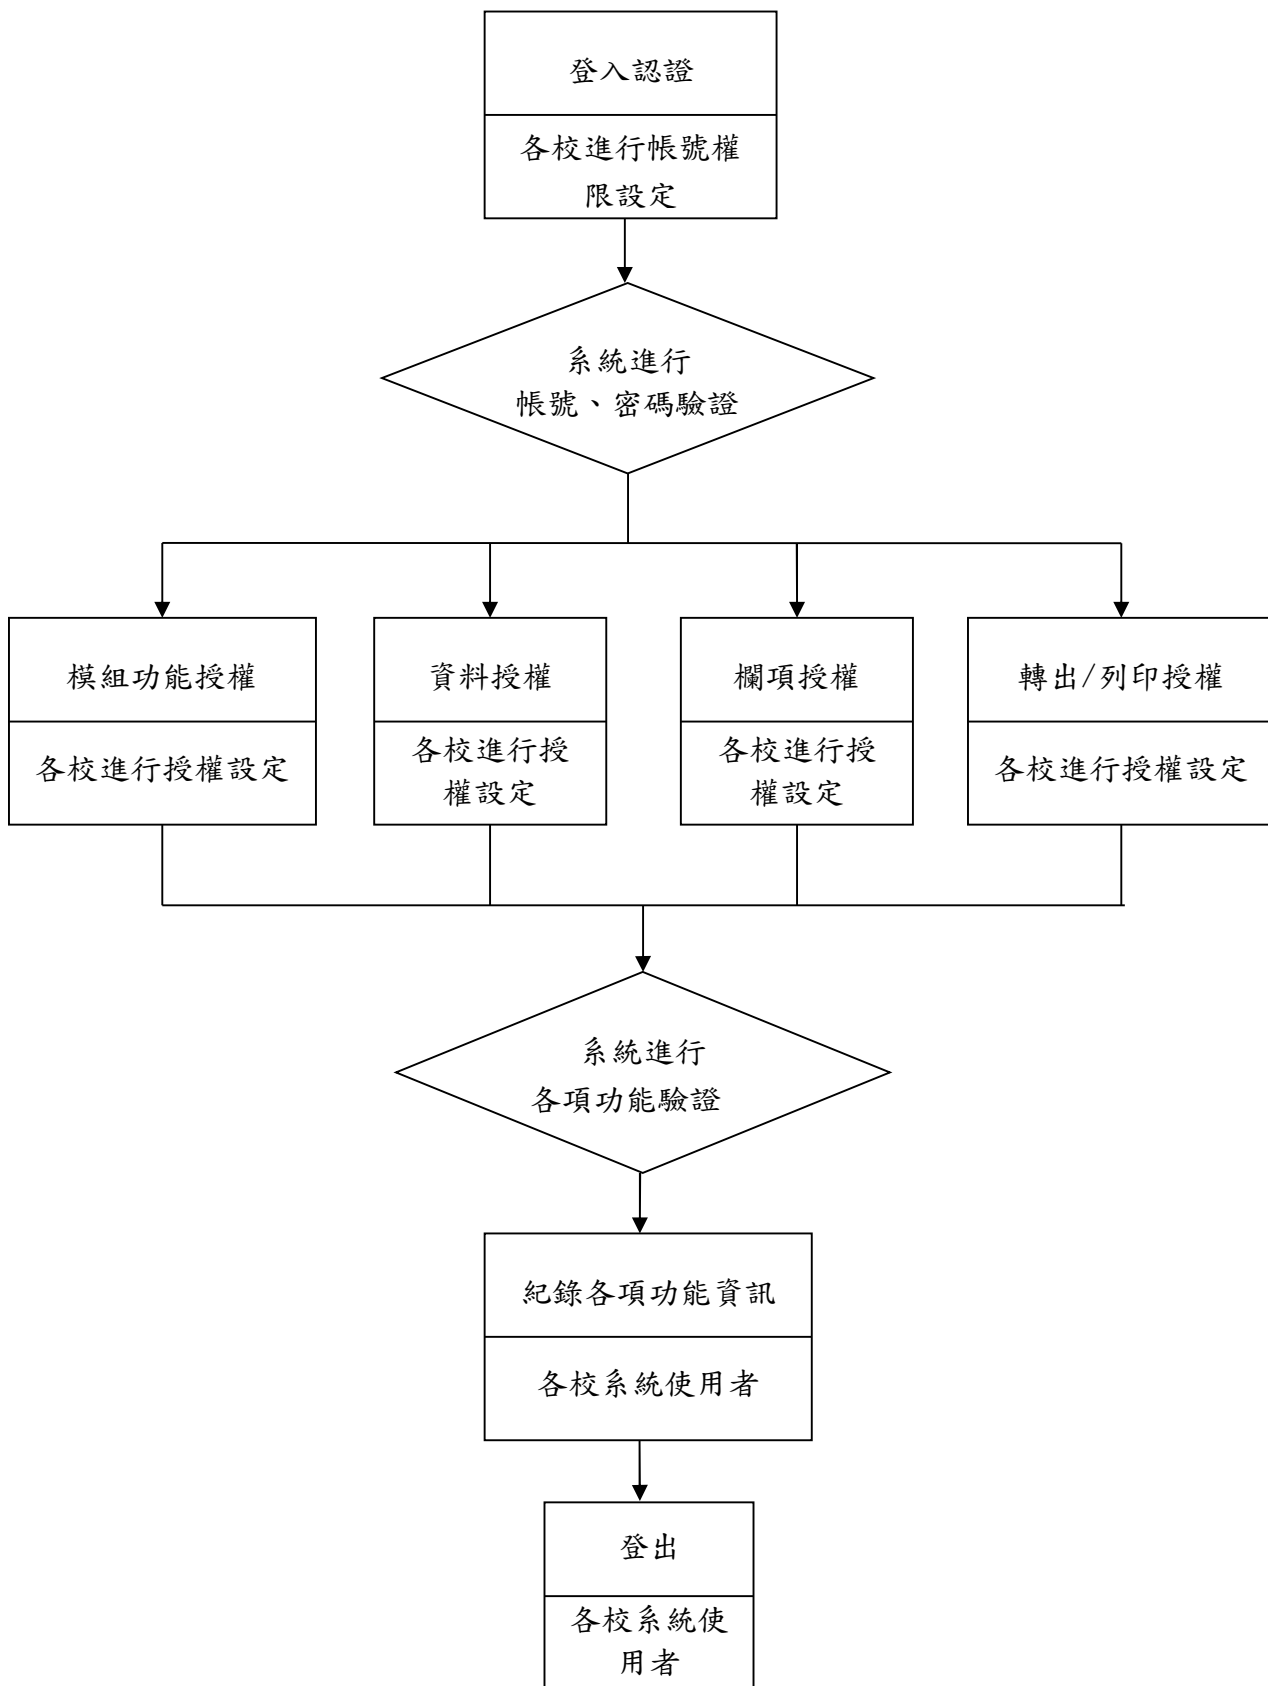 登入認證
各校進行帳號權
限設定
系統進行
帳號、密碼驗證
模組功能授權
各校進行授權設定
資料授權
各校進行授
權設定
欄項授權
各校進行授
權設定
轉出/列印授權
各校進行授權設定
系統進行
各項功能驗證
紀錄各項功能資訊
各校系統使用者
登出
各校系統使
用者